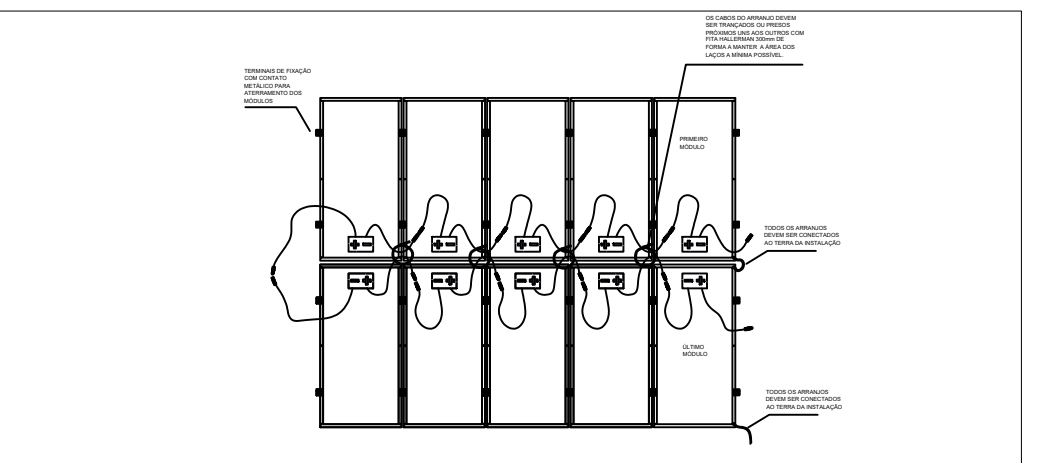 OS CABOS DO ARRANJO DEVEM
SER TRANÇADOS OU PRESOS
PRÓXIMOS UNS AOS OUTROS COM
FITA HALLERMAN 300mm DE
FORMA A MANTER A ÁREA DOS
LAÇOS A MÍNIMA POSSÍVEL.
TERMINAIS DE FIXAÇÃO
COM CONTATO
METÁLICO PARA
ATERRAMENTO DOS
MÓDULOS
PRIMEIRO
MÓDULO
TODOS OS ARRANJOS
DEVEM SER CONECTADOS
AO TERRA DA INSTALAÇÃO
ÚLTIMO
MÓDULO
TODOS OS ARRANJOS
DEVEM SER CONECTADOS
AO TERRA DA INSTALAÇÃO